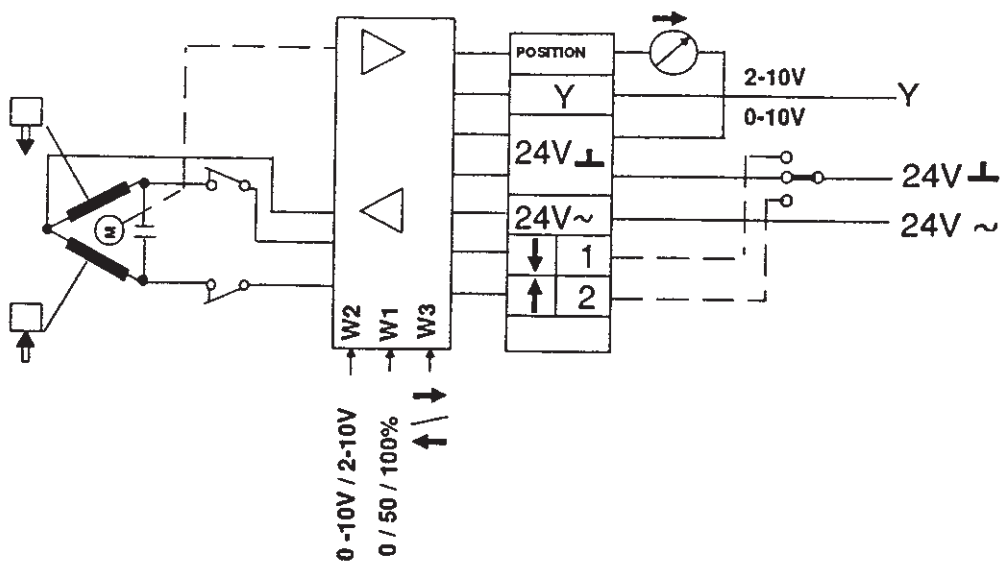 POSITION
2-10V
Y
Y
0-10V
24V ⊥
24V ⊥
24V ~
24V ~
M
1
2
W2
W1
W3
0 -10V / 2-10V
0 / 50 / 100%